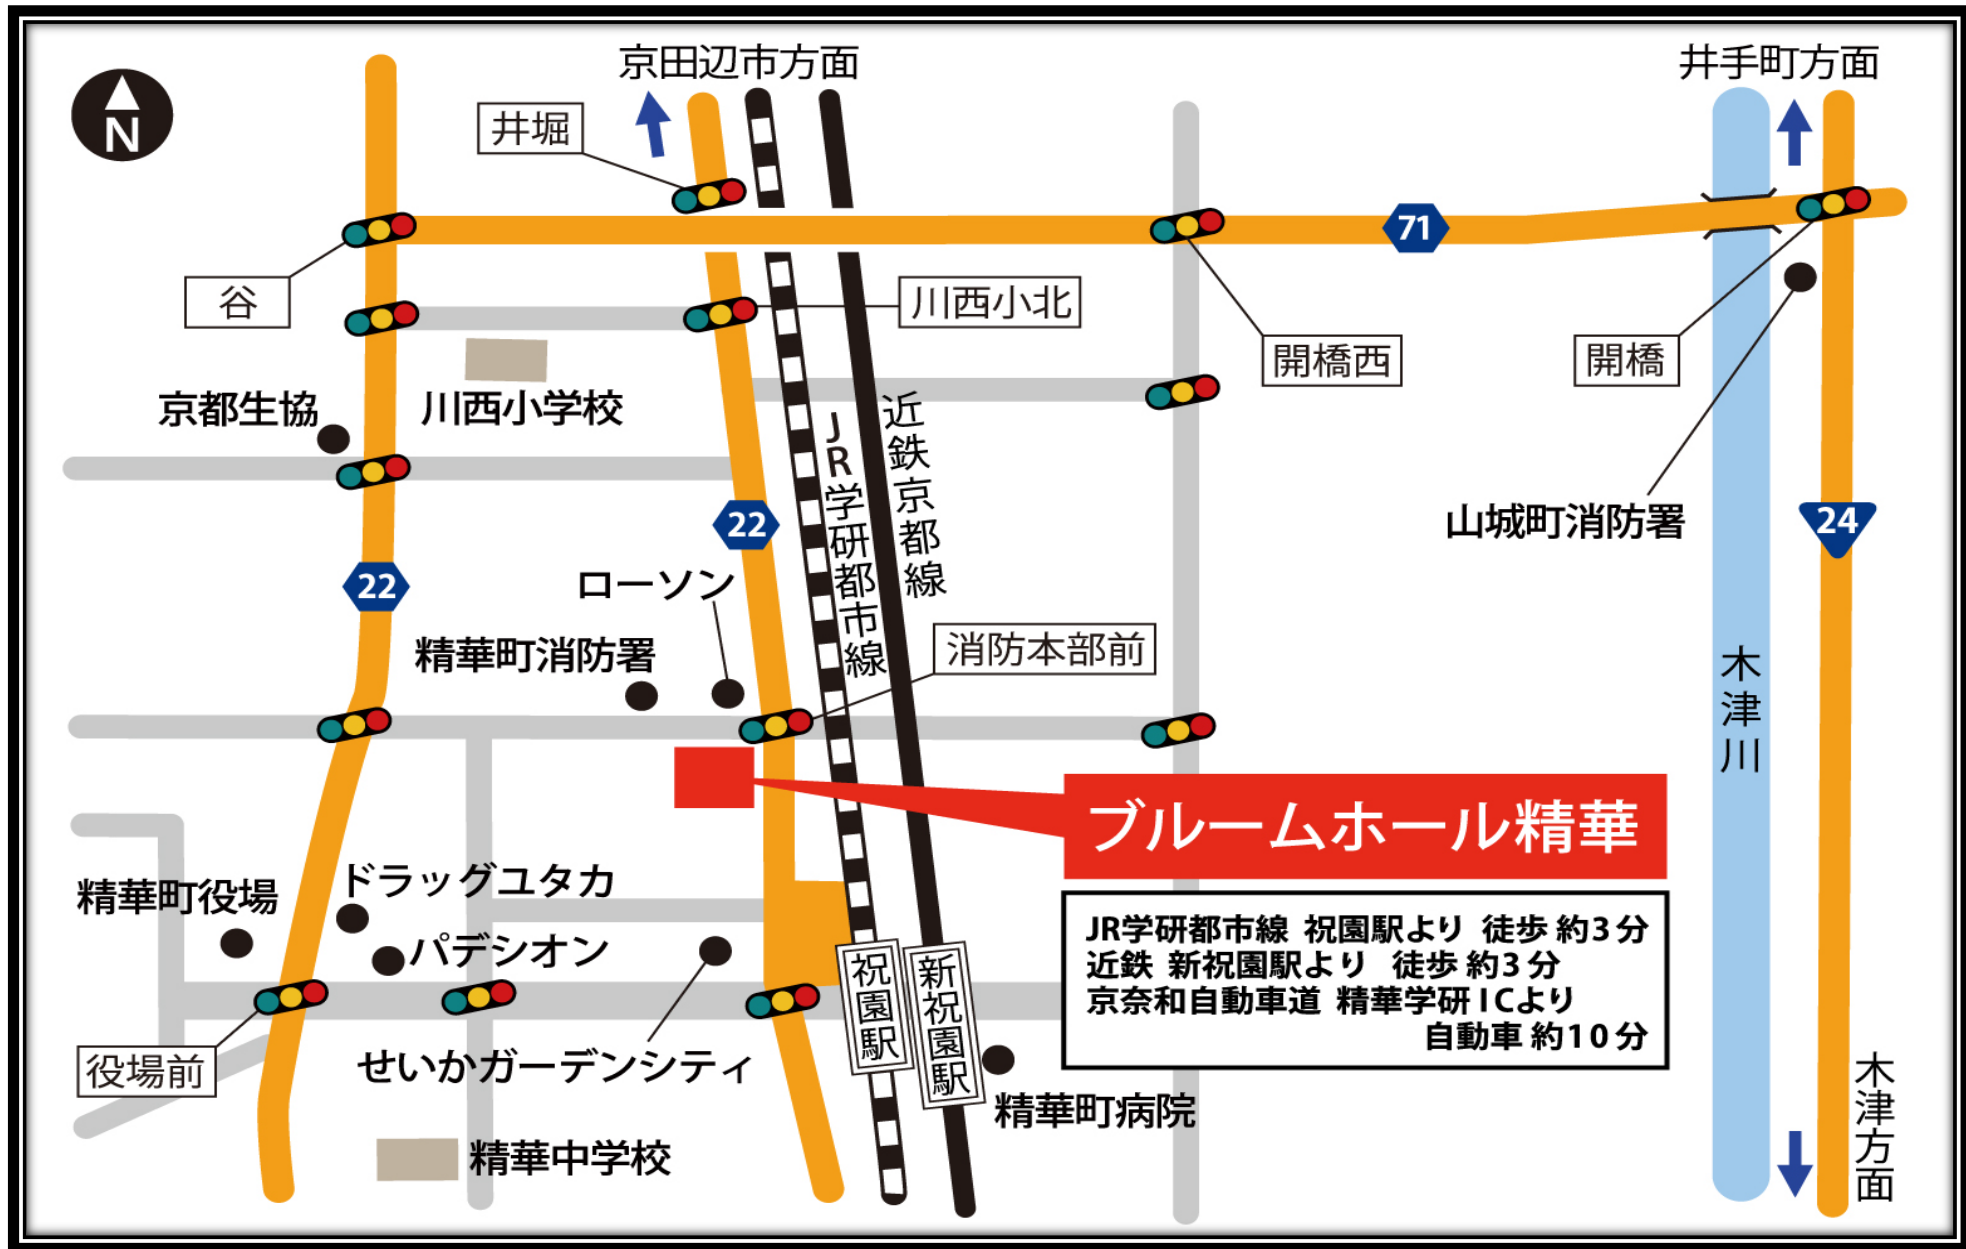 京田辺市方面
井手町方面
N
井堀
71
谷
川西小北
開橋西
開橋
京都生協
川西小学校
JR学研都市線
近鉄京都線
山城町消防署
24
22
22
ローソン
精華町消防署
消防本部前
木津川
ブルームホール精華
精華町役場
ドラッグユタカ
パデシオン
JR学研都市線 祝園駅より 徒歩 約3分
近鉄 新祝園駅より 徒歩 約3分
京奈和自動車道 精華学研ICより
自動車 約10分
祝園駅
新祝園駅
役場前
せいかガーデンシティ
精華町病院
木津方面
精華中学校